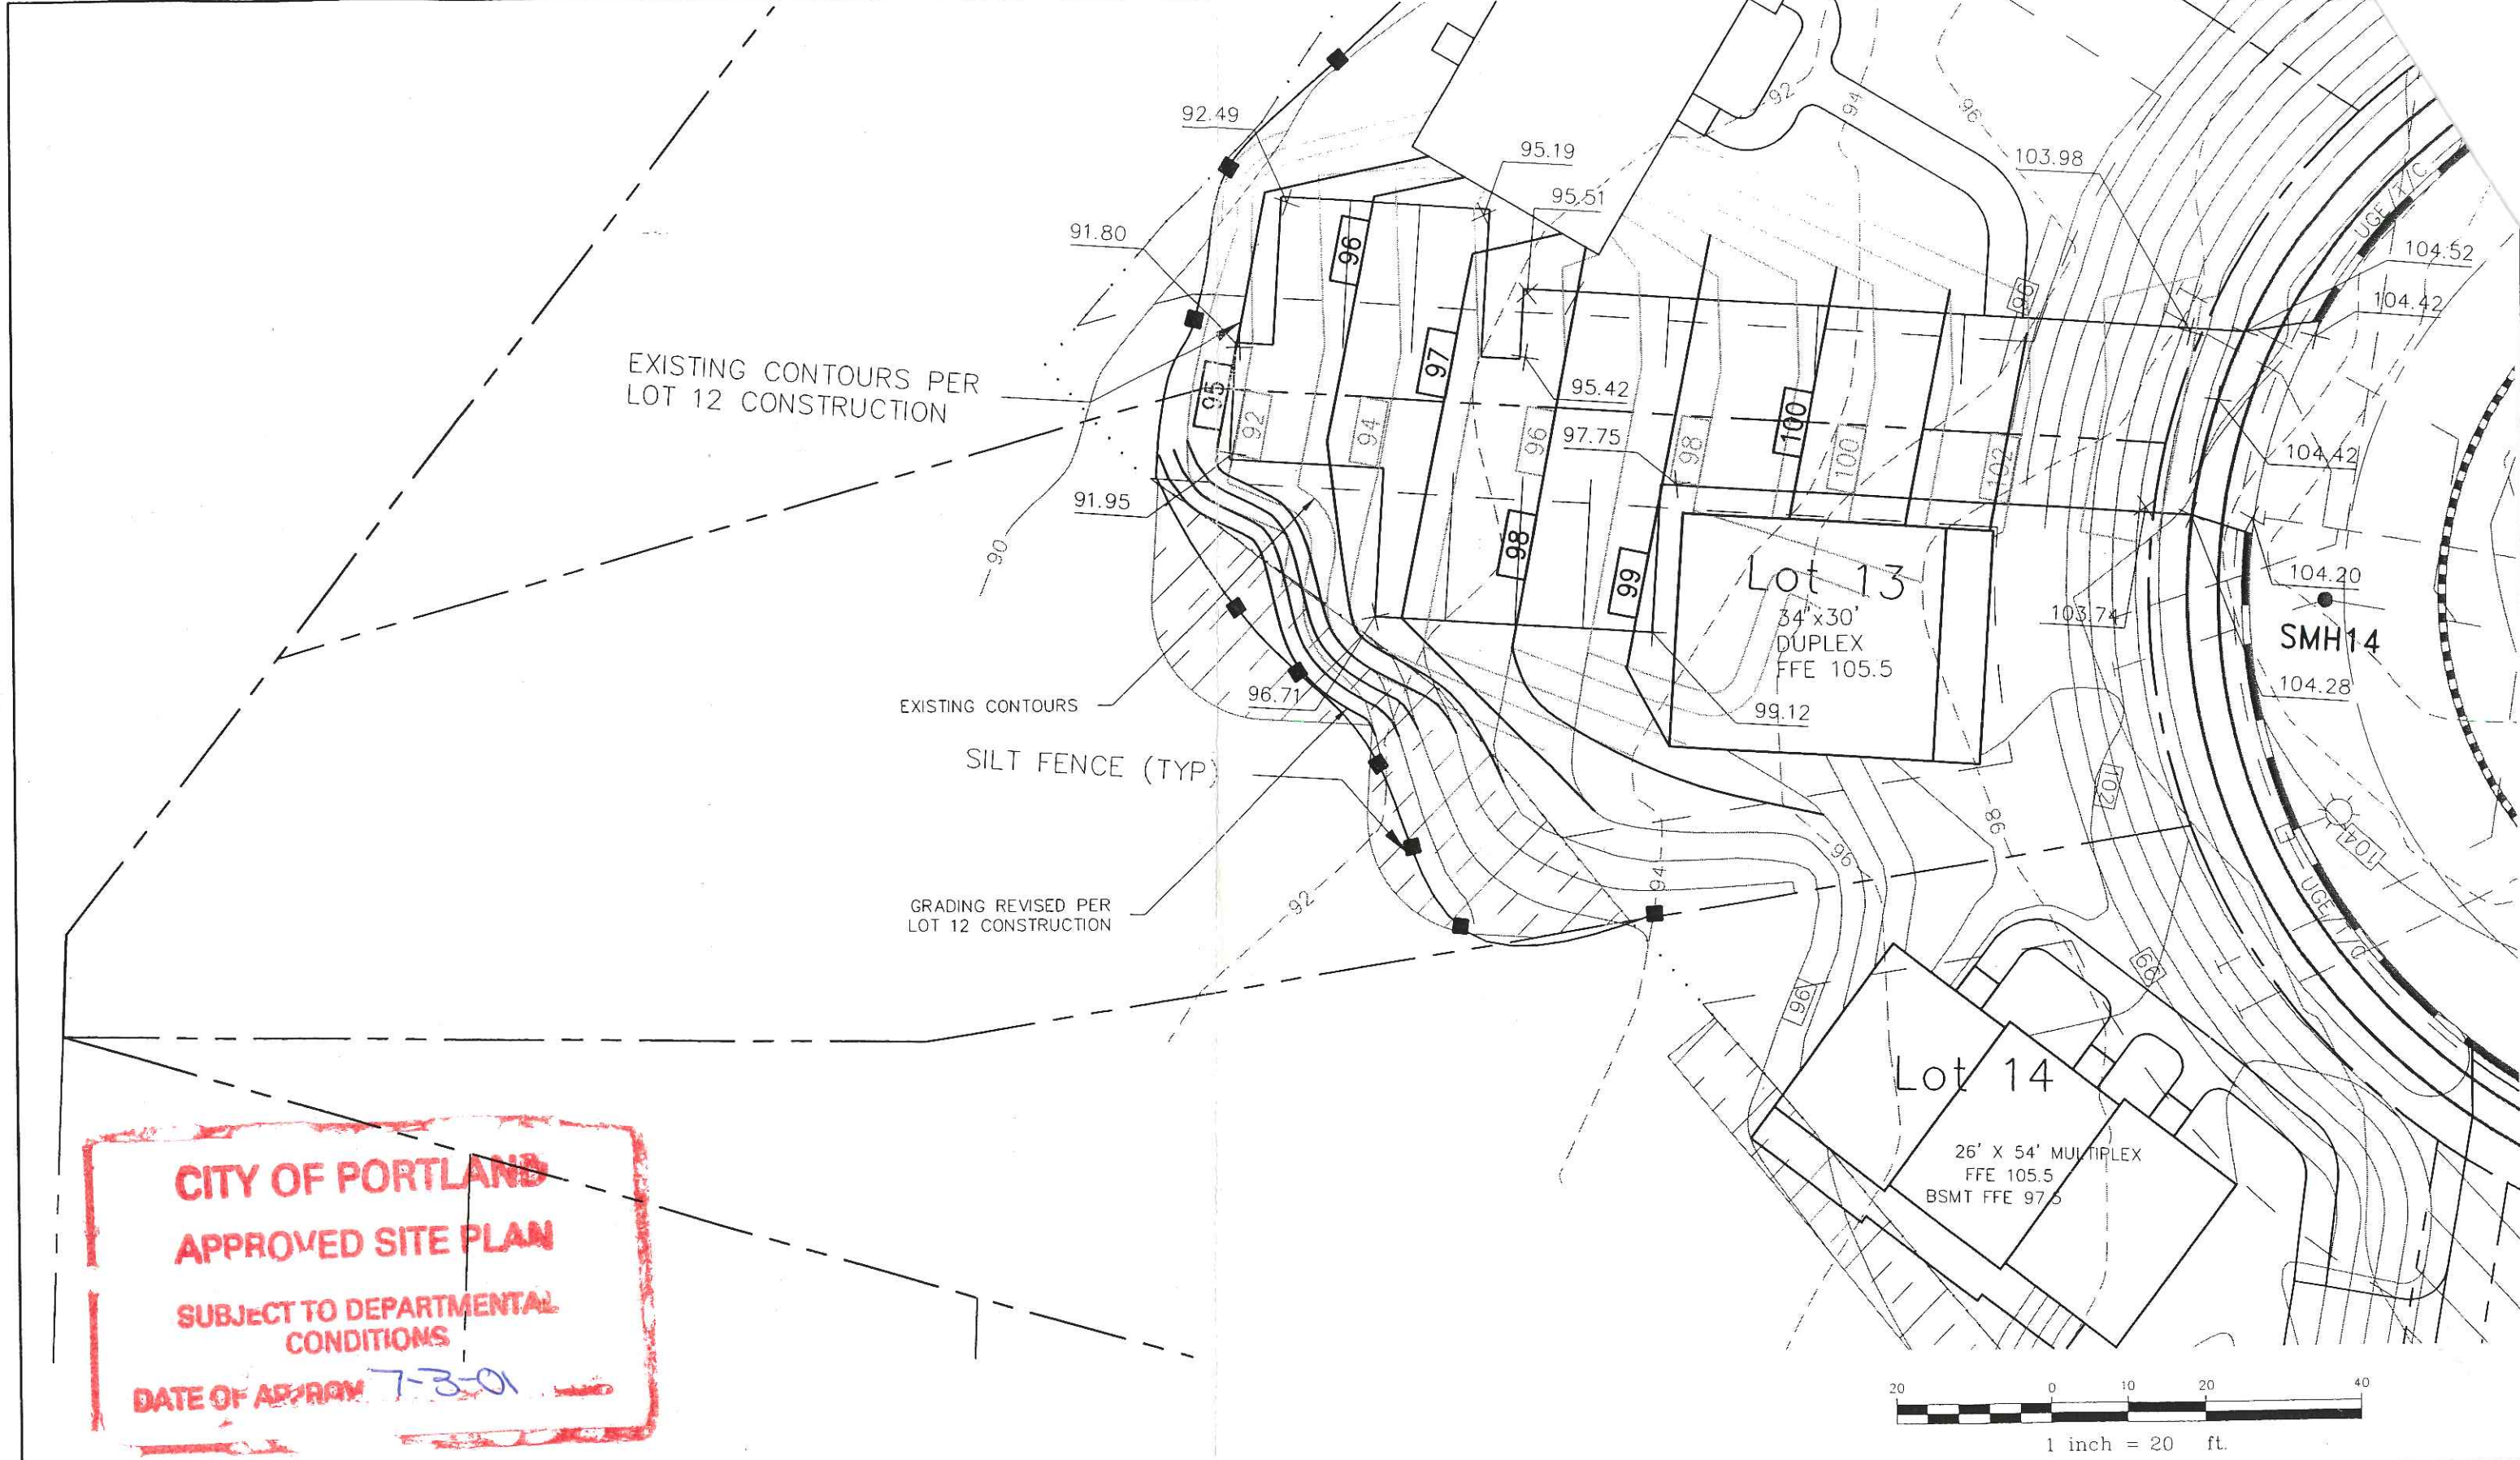 92
94
96
92.49
95.19
103.98
95.51
UGE/T/C
91.80
96
104.52
96
104.42
97
EXISTING CONTOURS PER
LOT 12 CONSTRUCTION
95
95.42
92
94
96
97.75
98
100
100
102
104.42
91.95
90
98
99
Lot 13
34'x30'
DUPLEX
FFE 105.5
104.20
103.74
SMH14
104.28
EXISTING CONTOURS
96.71
99.12
SILT FENCE (TYP)
102
98
104
96
94
UGE/T/C
GRADING REVISED PER
LOT 12 CONSTRUCTION
92
99
96
Lot 14
26' X 54' MULTIPLEX
FFE 105.5
BSMT FFE 97.5
CITY OF PORTLAND
APPROVED SITE PLAN
SUBJECT TO DEPARTMENTAL
CONDITIONS
DATE OF 7-3-01
20 0 10 20 40
1 inch = 20 ft.